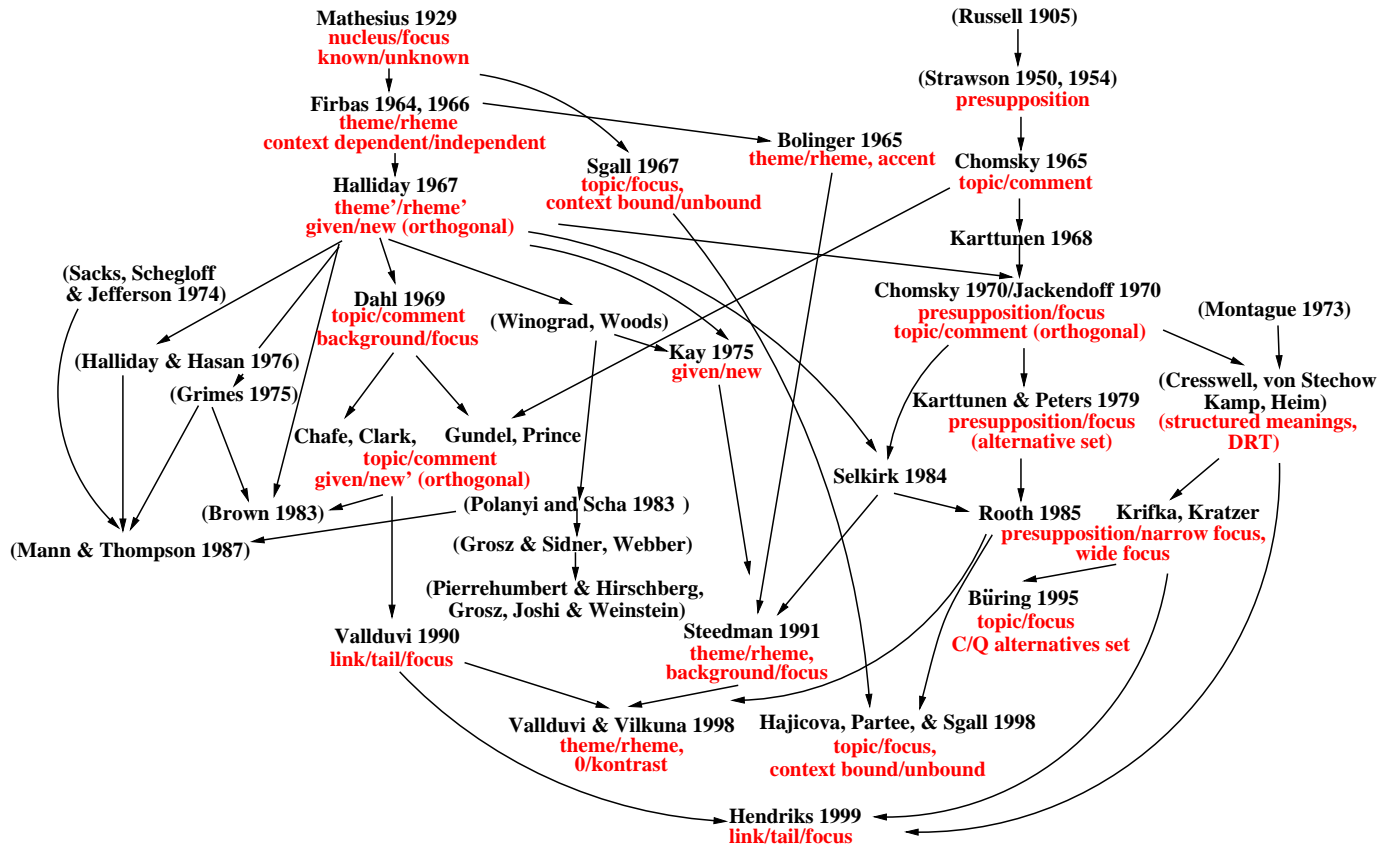 Mathesius 1929
nucleus/focus
known/unknown
(Russell 1905)
(Strawson 1950, 1954)
presupposition
Firbas 1964, 1966
theme/rheme
context dependent/independent
Bolinger 1965
theme/rheme, accent
Sgall 1967
topic/focus,
context bound/unbound
Chomsky 1965
topic/comment
Halliday 1967
theme'/rheme'
given/new (orthogonal)
Karttunen 1968
(Sacks, Schegloff
& Jefferson 1974)
Dahl 1969
topic/comment
background/focus
(Winograd, Woods)
Chomsky 1970/Jackendoff 1970
presupposition/focus
topic/comment (orthogonal)
(Montague 1973)
(Halliday & Hasan 1976)
Kay 1975
given/new
(Grimes 1975)
(Cresswell, von Stechow
Kamp, Heim)
(structured meanings,
DRT)
Karttunen & Peters 1979
presupposition/focus
(alternative set)
Chafe, Clark,
Gundel, Prince
topic/comment
given/new' (orthogonal)
Selkirk 1984
(Brown 1983)
(Polanyi and Scha 1983 )
Rooth 1985
Krifka, Kratzer
presupposition/narrow focus,
wide focus
(Mann & Thompson 1987)
(Grosz & Sidner, Webber)
(Pierrehumbert & Hirschberg,
Grosz, Joshi & Weinstein)
Büring 1995
topic/focus
C/Q alternatives set
Vallduvi 1990
link/tail/focus
Steedman 1991
theme/rheme,
background/focus
Vallduvi & Vilkuna 1998
theme/rheme,
0/kontrast
Hajicova, Partee, & Sgall 1998
topic/focus,
context bound/unbound
Hendriks 1999
link/tail/focus